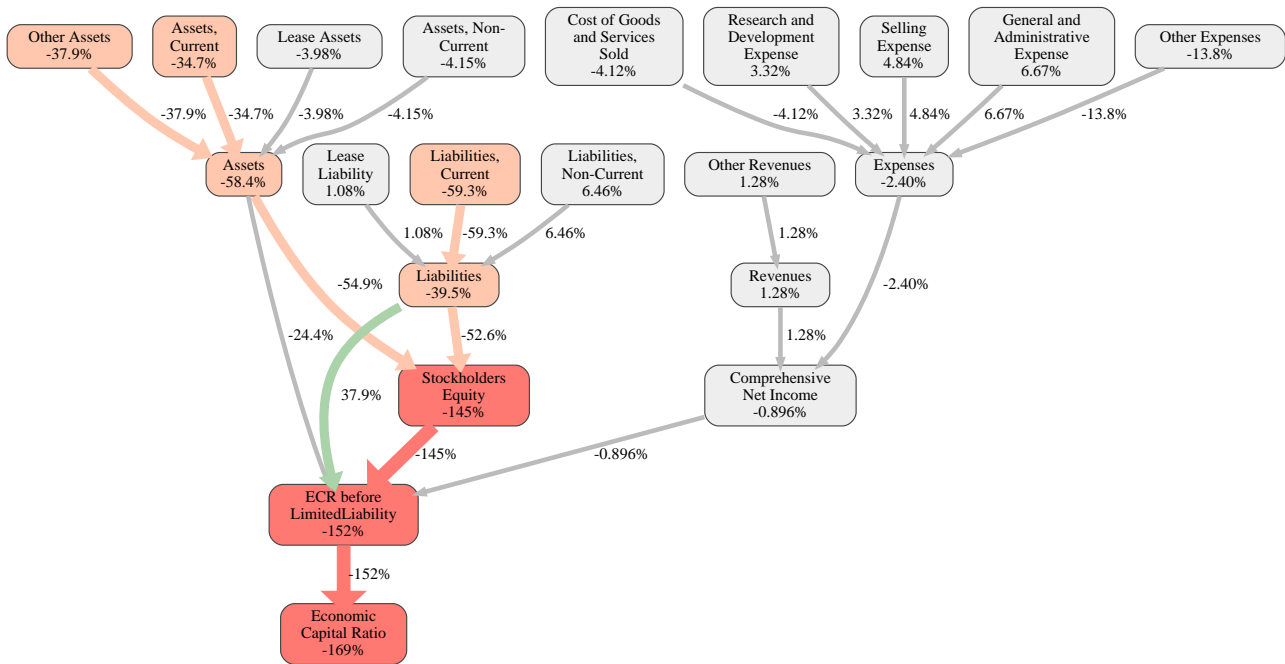 Other Assets
-37.9%
Assets,
Current
-34.7%
Lease Assets
-3.98%
Assets, Non-
Current
-4.15%
Cost of Goods
and Services
Sold
-4.12%
Research and
Development
Expense
3.32%
Selling
Expense
4.84%
General and
Administrative
Expense
6.67%
Other Expenses
-13.8%
-37.9%
-34.7%
-3.98%
-4.15%
-4.12%
3.32%
4.84%
6.67%
-13.8%
Assets
-58.4%
Lease
Liability
1.08%
Liabilities,
Current
-59.3%
Liabilities,
Non-Current
6.46%
Other Revenues
1.28%
Expenses
-2.40%
1.08%
-59.3%
6.46%
1.28%
Liabilities
-39.5%
Revenues
1.28%
-54.9%
-2.40%
-24.4%
-52.6%
1.28%
Stockholders
Equity
-145%
Comprehensive
Net Income
-0.896%
37.9%
-145%
-0.896%
ECR before
LimitedLiability
-152%
-152%
Economic
Capital Ratio
-169%